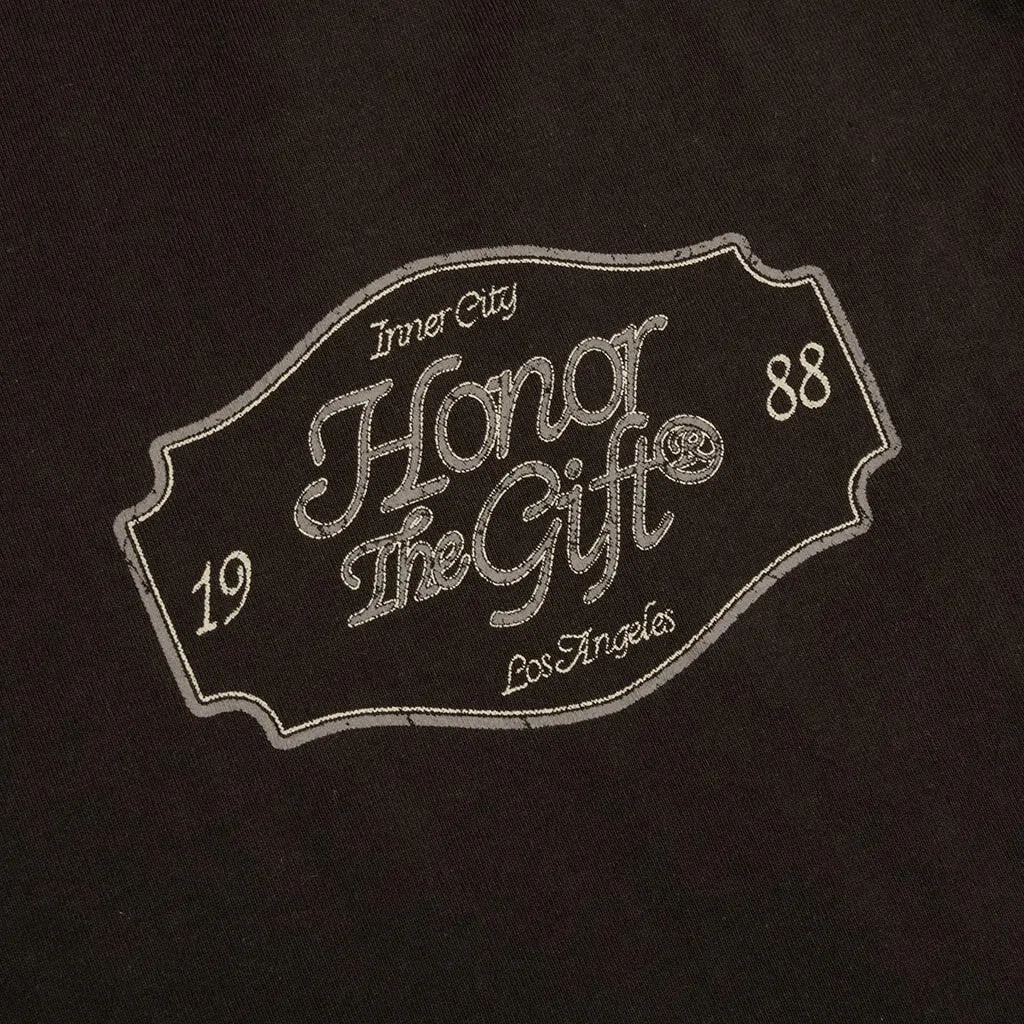 Inner City
Honor
The Gift®
19
88
Los Angeles